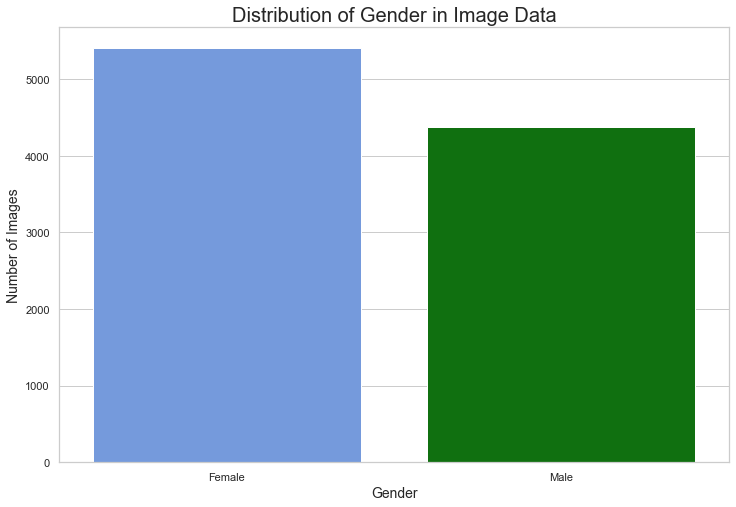 Distribution of Gender in Image Data
Number of Images
5000
4000
3000
2000
1000
0
Female
Male
Gender